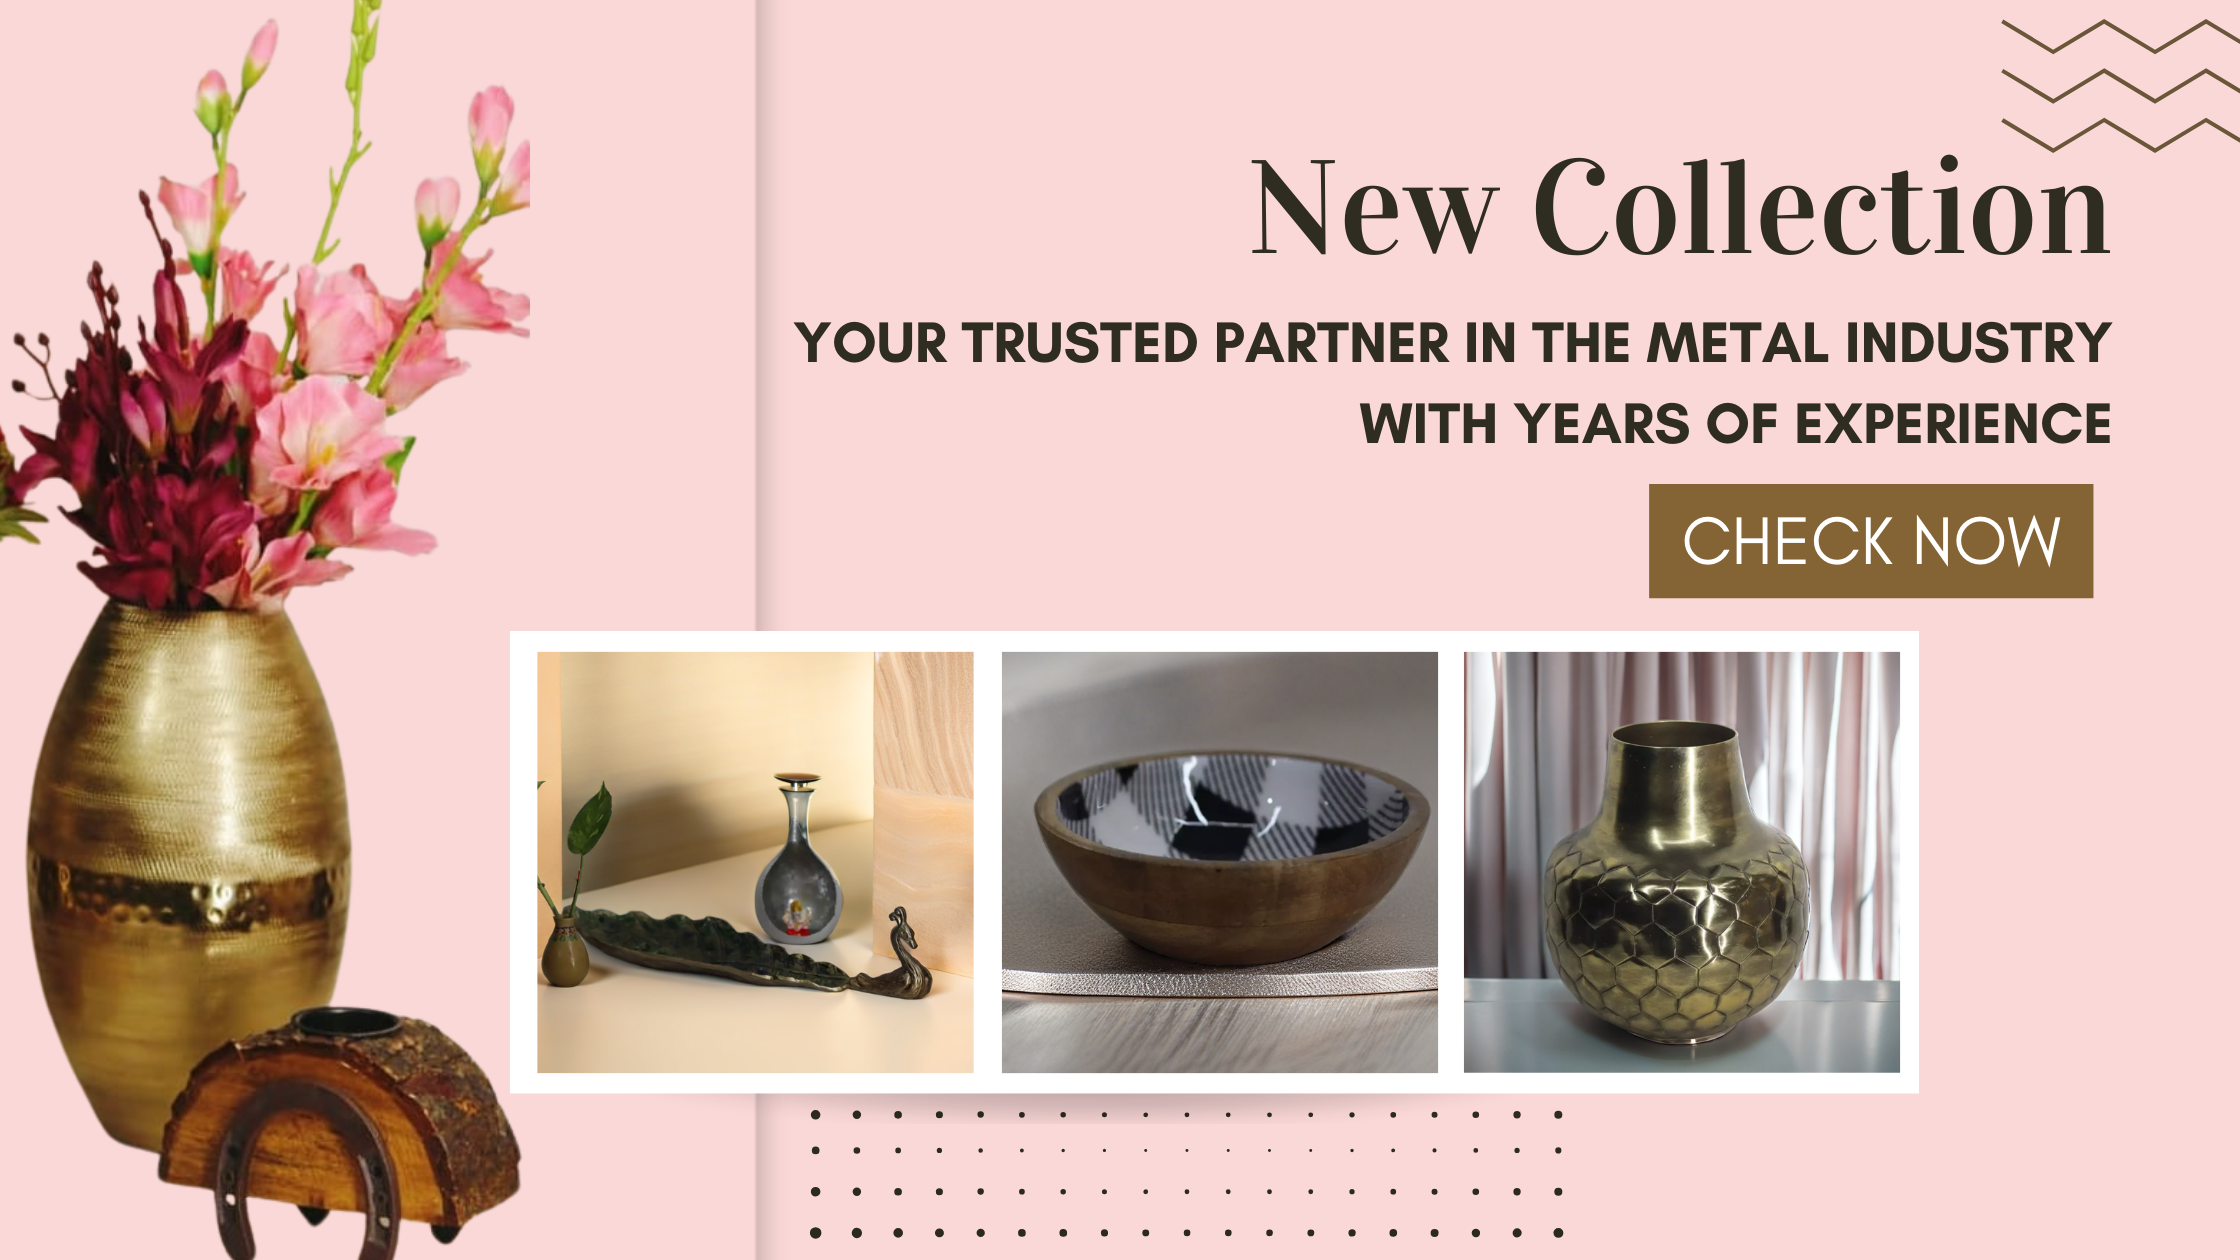 New Collection
YOUR TRUSTED PARTNER IN THE METAL INDUSTRY
WITH YEARS OF EXPERIENCE
CHECK NOW